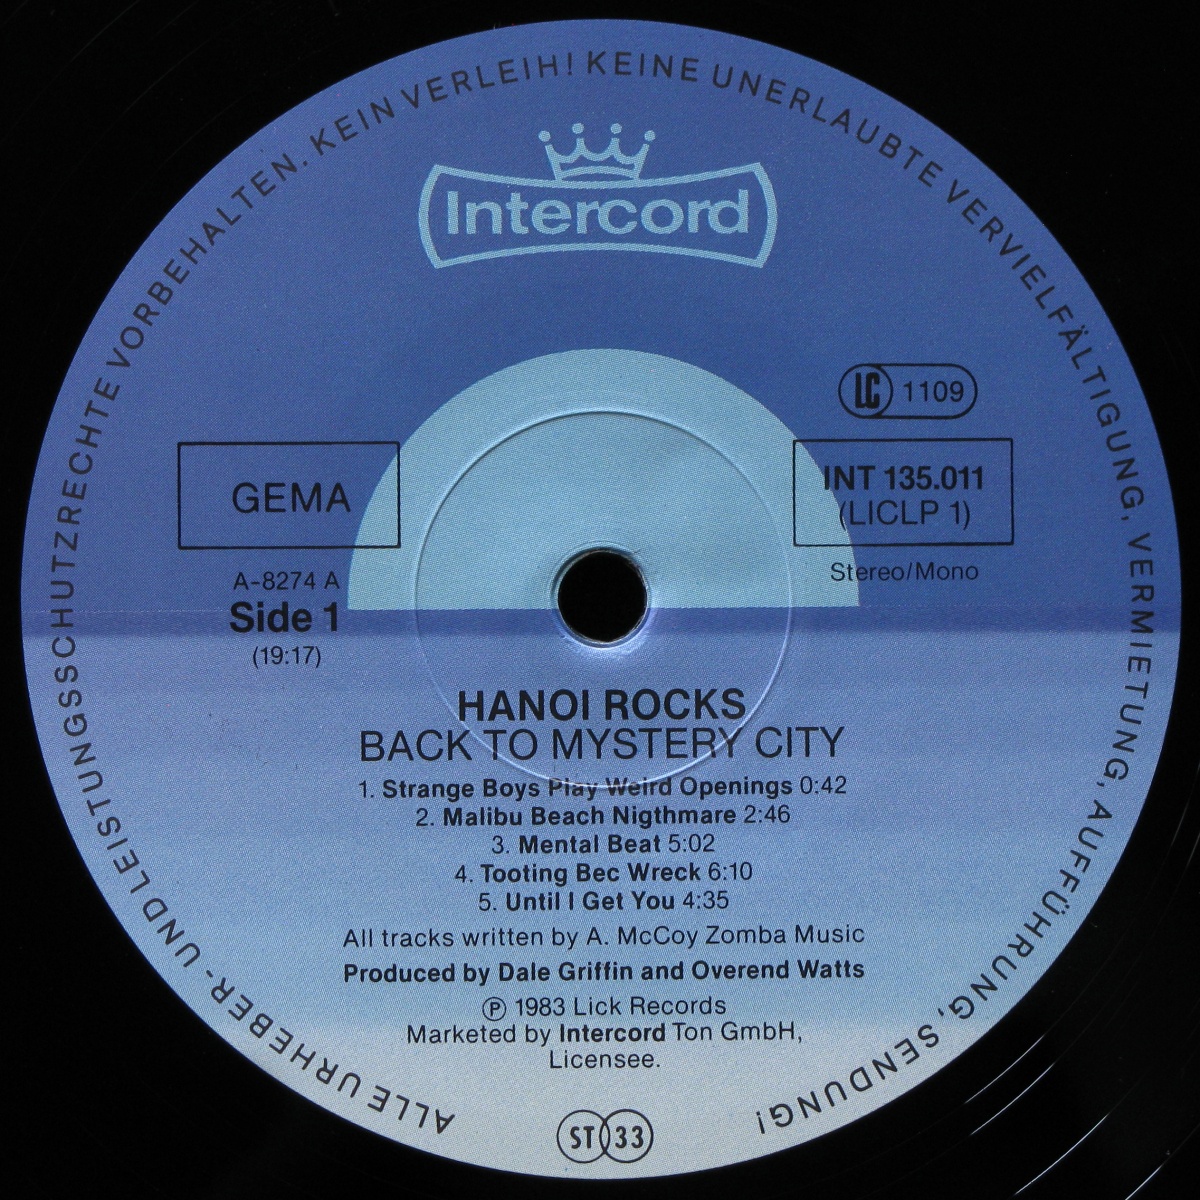 ALLE URHEBER- UND LEISTUNGSSCHUTZRECHTE VORBEHALTEN. KEIN VERLEIH! KEINE UNERLAUBTE VERVIELFÄLTIGUNG, VERMIETUNG, AUFFÜHRUNG, SENDUNG!
Intercord
LC 1109
GEMA
INT 135.011
(LICLP 1)
A-8274 A
Stereo/Mono
Side 1
(19:17)
HANOI ROCKS
BACK TO MYSTERY CITY
1. Strange Boys Play Weird Openings 0:42
2. Malibu Beach Nigthmare 2:46
3. Mental Beat 5:02
4. Tooting Bec Wreck 6:10
5. Until I Get You 4:35
All tracks written by A. McCoy Zomba Music
Produced by Dale Griffin and Overend Watts
Ⓟ 1983 Lick Records
Marketed by Intercord Ton GmbH,
Licensee.
ST 33